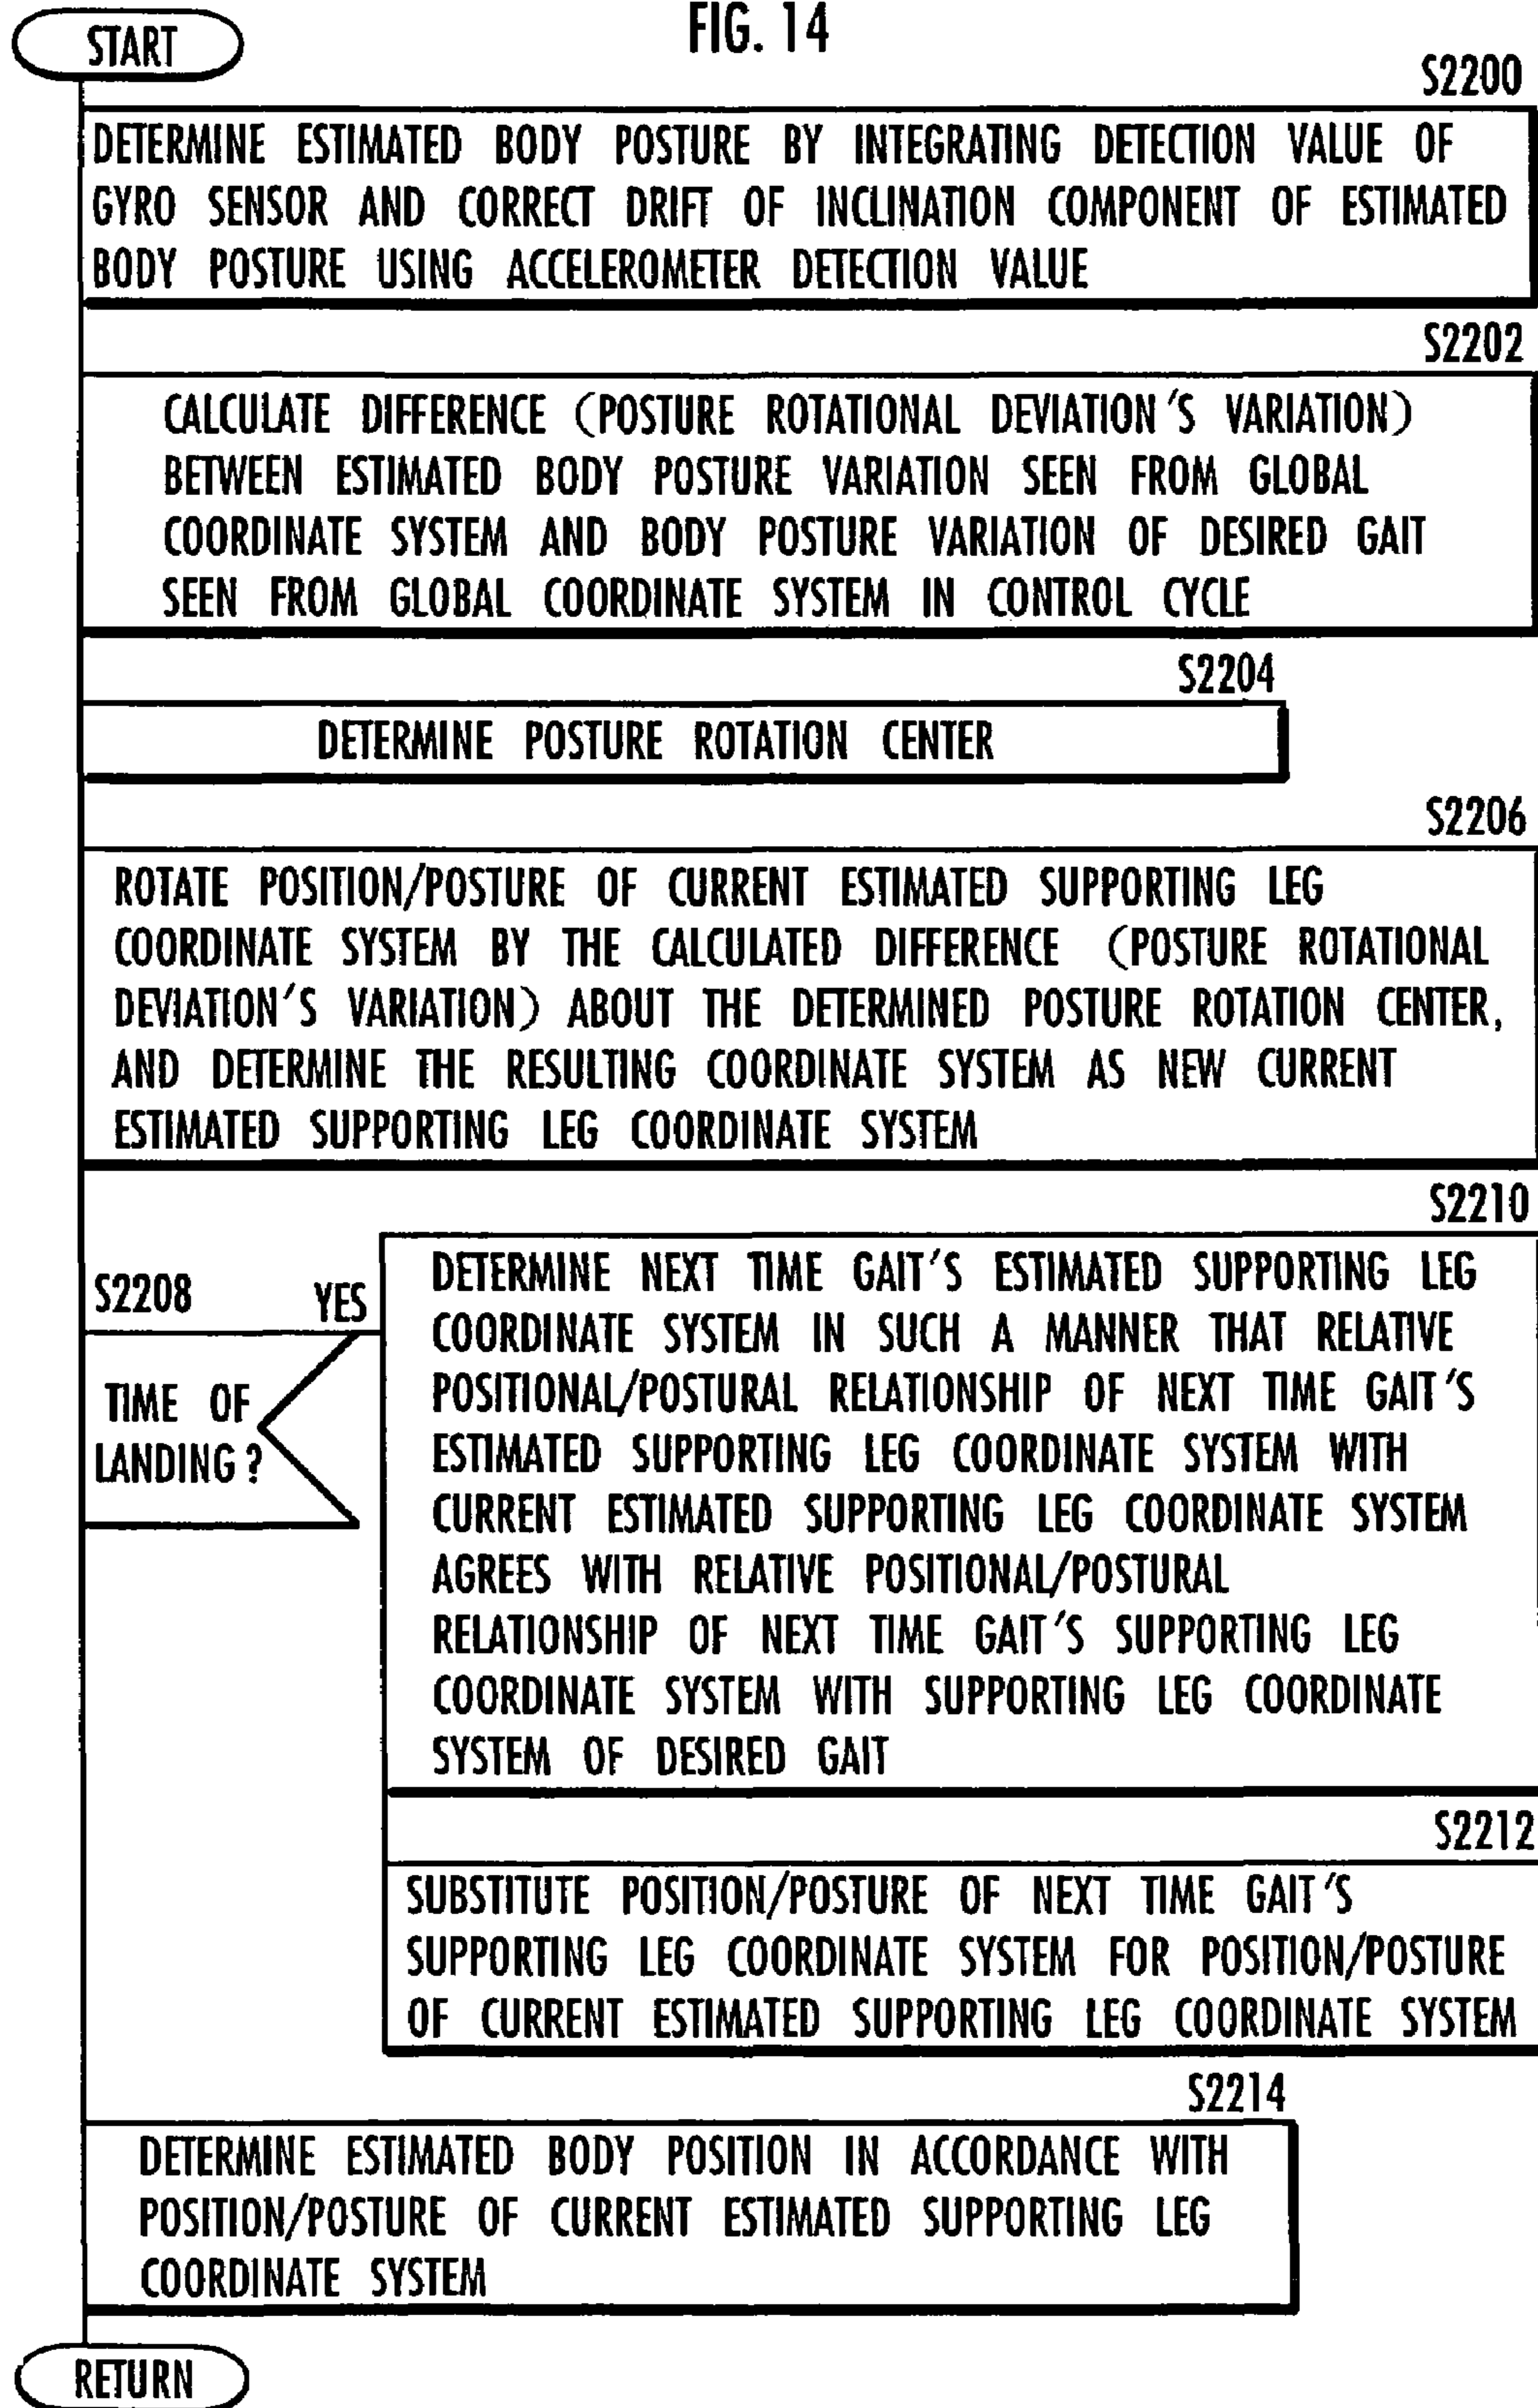 FIG. 14
START
S2200
DETERMINE ESTIMATED BODY POSTURE BY INTEGRATING DETECTION VALUE OF
GYRO SENSOR AND CORRECT DRIFT OF INCLINATION COMPONENT OF ESTIMATED
BODY POSTURE USING ACCELEROMETER DETECTION VALUE
S2202
CALCULATE DIFFERENCE (POSTURE ROTATIONAL DEVIATION'S VARIATION)
BETWEEN ESTIMATED BODY POSTURE VARIATION SEEN FROM GLOBAL
COORDINATE SYSTEM AND BODY POSTURE VARIATION OF DESIRED GAIT
SEEN FROM GLOBAL COORDINATE SYSTEM IN CONTROL CYCLE
S2204
DETERMINE POSTURE ROTATION CENTER
S2206
ROTATE POSITION/POSTURE OF CURRENT ESTIMATED SUPPORTING LEG
COORDINATE SYSTEM BY THE CALCULATED DIFFERENCE (POSTURE ROTATIONAL
DEVIATION'S VARIATION) ABOUT THE DETERMINED POSTURE ROTATION CENTER,
AND DETERMINE THE RESULTING COORDINATE SYSTEM AS NEW CURRENT
ESTIMATED SUPPORTING LEG COORDINATE SYSTEM
S2208
YES
TIME OF
LANDING?
S2210
DETERMINE NEXT TIME GAIT'S ESTIMATED SUPPORTING LEG
COORDINATE SYSTEM IN SUCH A MANNER THAT RELATIVE
POSITIONAL/POSTURAL RELATIONSHIP OF NEXT TIME GAIT'S
ESTIMATED SUPPORTING LEG COORDINATE SYSTEM WITH
CURRENT ESTIMATED SUPPORTING LEG COORDINATE SYSTEM
AGREES WITH RELATIVE POSITIONAL/POSTURAL
RELATIONSHIP OF NEXT TIME GAIT'S SUPPORTING LEG
COORDINATE SYSTEM WITH SUPPORTING LEG COORDINATE
SYSTEM OF DESIRED GAIT
S2212
SUBSTITUTE POSITION/POSTURE OF NEXT TIME GAIT'S
SUPPORTING LEG COORDINATE SYSTEM FOR POSITION/POSTURE
OF CURRENT ESTIMATED SUPPORTING LEG COORDINATE SYSTEM
S2214
DETERMINE ESTIMATED BODY POSITION IN ACCORDANCE WITH
POSITION/POSTURE OF CURRENT ESTIMATED SUPPORTING LEG
COORDINATE SYSTEM
RETURN